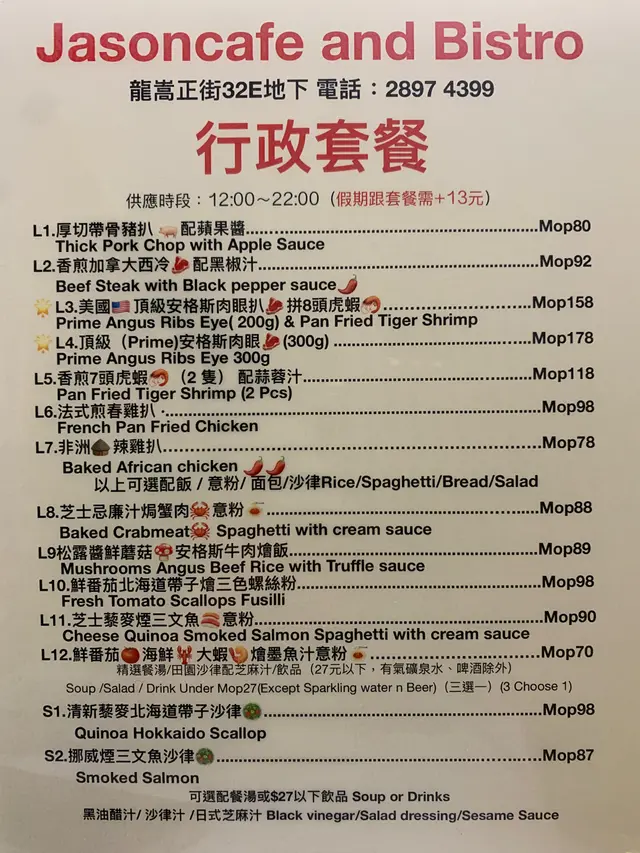 Jasoncafe and Bistro
龍嵩正街32E地下 電話：2897 4399
行政套餐
供應時段：12:00～22:00（假期跟套餐需+13元）
L1.厚切帶骨豬扒 🐖 配蘋果醬....................Mop80
Thick Pork Chop with Apple Sauce
L2.香煎加拿大西冷🥩 配黑椒汁....................Mop92
Beef Steak with Black pepper sauce🌶️
🌟 L3.美國🇺🇸 頂級安格斯肉眼扒🥩 拼8頭虎蝦....................Mop158
Prime Angus Ribs Eye( 200g) & Pan Fried Tiger Shrimp
🌟 L4.頂級（Prime)安格斯肉眼🥩(300g) ....................Mop178
Prime Angus Ribs Eye 300g
L5.香煎7頭虎蝦（2 隻） 配蒜蓉汁....................Mop118
Pan Fried Tiger Shrimp (2 Pcs)
L6.法式煎春雞扒 ....................Mop98
French Pan Fried Chicken
L7.非洲🛖 辣雞扒....................Mop78
Baked African chicken 🌶️🌶️
以上可選配飯 / 意粉/ 面包/沙律Rice/Spaghetti/Bread/Salad
L8.芝士忌廉汁焗蟹肉🦀 意粉🍝....................Mop88
Baked Crabmeat🦀 Spaghetti with cream sauce
L9松露醬鮮蘑菇🍄安格斯牛肉燴飯....................Mop89
Mushrooms Angus Beef Rice with Truffle sauce
L10.鮮番茄北海道帶子燴三色螺絲粉....................Mop98
Fresh Tomato Scallops Fusilli
L11.芝士藜麥煙三文魚🥓意粉....................Mop90
Cheese Quinoa Smoked Salmon Spaghetti with cream sauce
L12.鮮番茄🍅海鮮🦞大蝦🍤燴墨魚汁意粉🍝....................Mop70
精選餐湯/田園沙律配芝麻汁/飲品（27元以下，有氣礦泉水、啤酒除外）
Soup /Salad / Drink Under Mop27(Except Sparkling water n Beer)（三選一）(3 Choose 1)
S1.清新藜麥北海道帶子沙律🥗....................Mop98
Quinoa Hokkaido Scallop
S2.挪威煙三文魚沙律🥗....................Mop87
Smoked Salmon
可選配餐湯或$27以下飲品 Soup or Drinks
黑油醋汁/ 沙律汁 /日式芝麻汁 Black vinegar/Salad dressing/Sesame Sauce